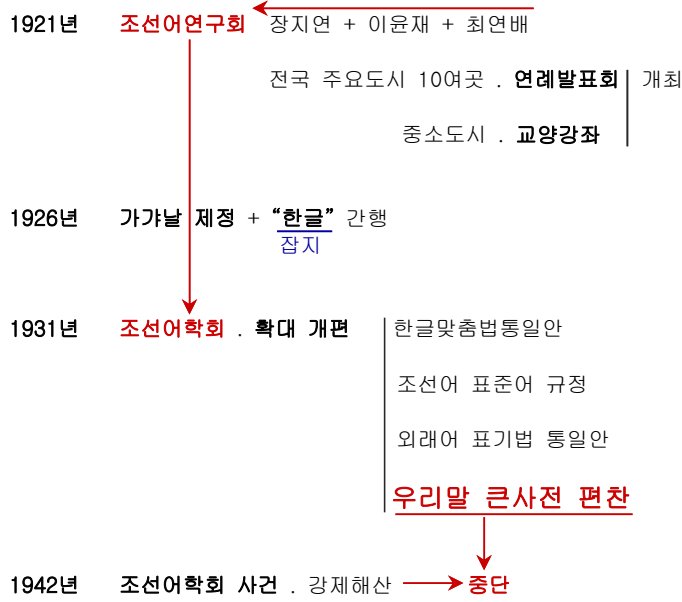 1921년 조선어연구회 장지연 + 이윤재 + 최연배
전국 주요도시 10여곳 . 연례발표회 개최
중소도시 . 교양강좌
1926년 가갸날 제정 + “한글” 간행
잡지
1931년 조선어학회 . 확대 개편 한글맞춤법통일안
조선어 표준어 규정
외래어 표기법 통일안
우리말 큰사전 편찬
1942년 조선어학회 사건 . 강제해산 중단